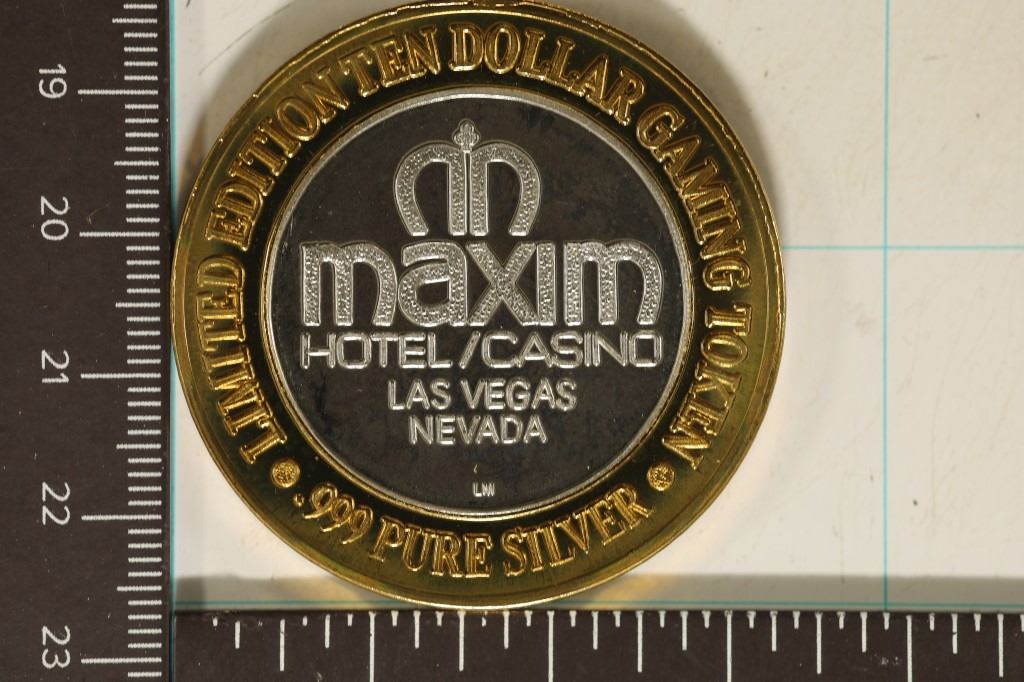 LIMITED EDITION TEN DOLLAR GAMING TOKEN
maxim
HOTEL/CASINO
LAS VEGAS
NEVADA
LM
.999 PURE SILVER
19
20
21
22
23